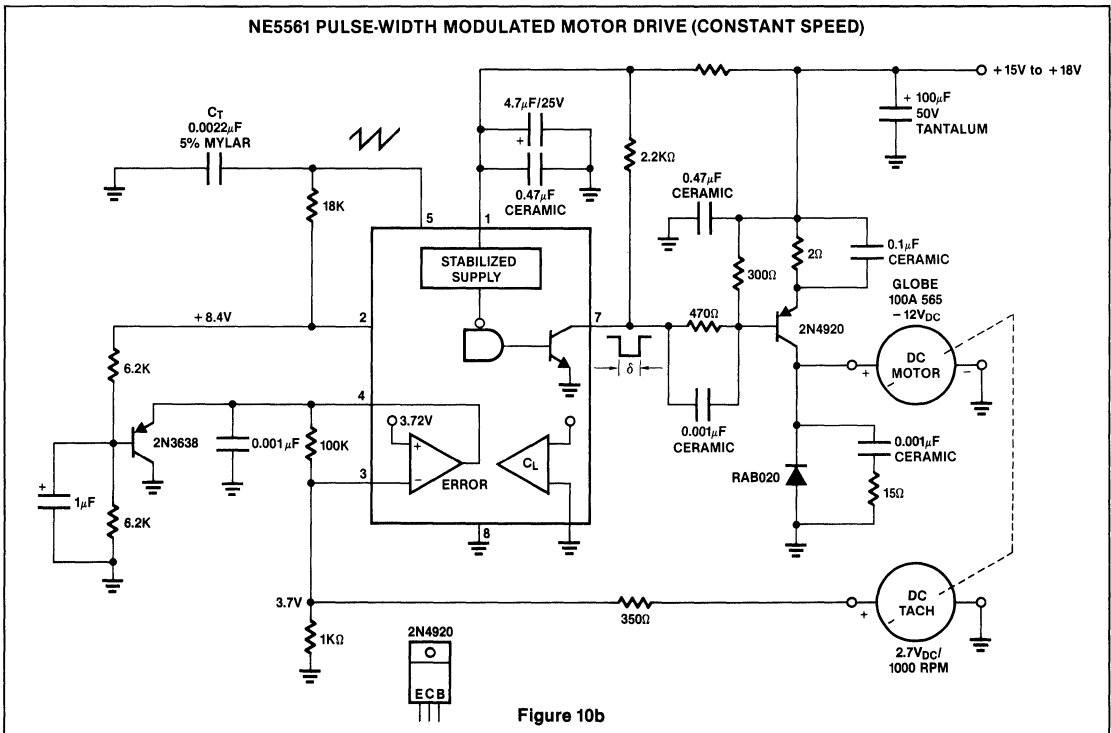 NE5561 PULSE-WIDTH MODULATED MOTOR DRIVE (CONSTANT SPEED)
+15V to +18V
+ 100μF
50V
TANTALUM
4.7μF/25V
+
0.47μF
CERAMIC
2.2KΩ
CT
0.0022μF
5% MYLAR
18K
5
1
0.47μF
CERAMIC
300Ω
2Ω
0.1μF
CERAMIC
STABILIZED
SUPPLY
GLOBE
100A 565
– 12VDC
+ 8.4V
2
7
470Ω
2N4920
δ
+
DC
MOTOR
–
6.2K
2N3638
0.001μF
100K
4
3.72V
+
–
ERROR
CL
3
0.001μF
CERAMIC
0.001μF
CERAMIC
RAB020
15Ω
+
1μF
6.2K
8
3.7V
350Ω
+
DC
TACH
1KΩ
2.7VDC/
1000 RPM
2N4920
E C B
Figure 10b